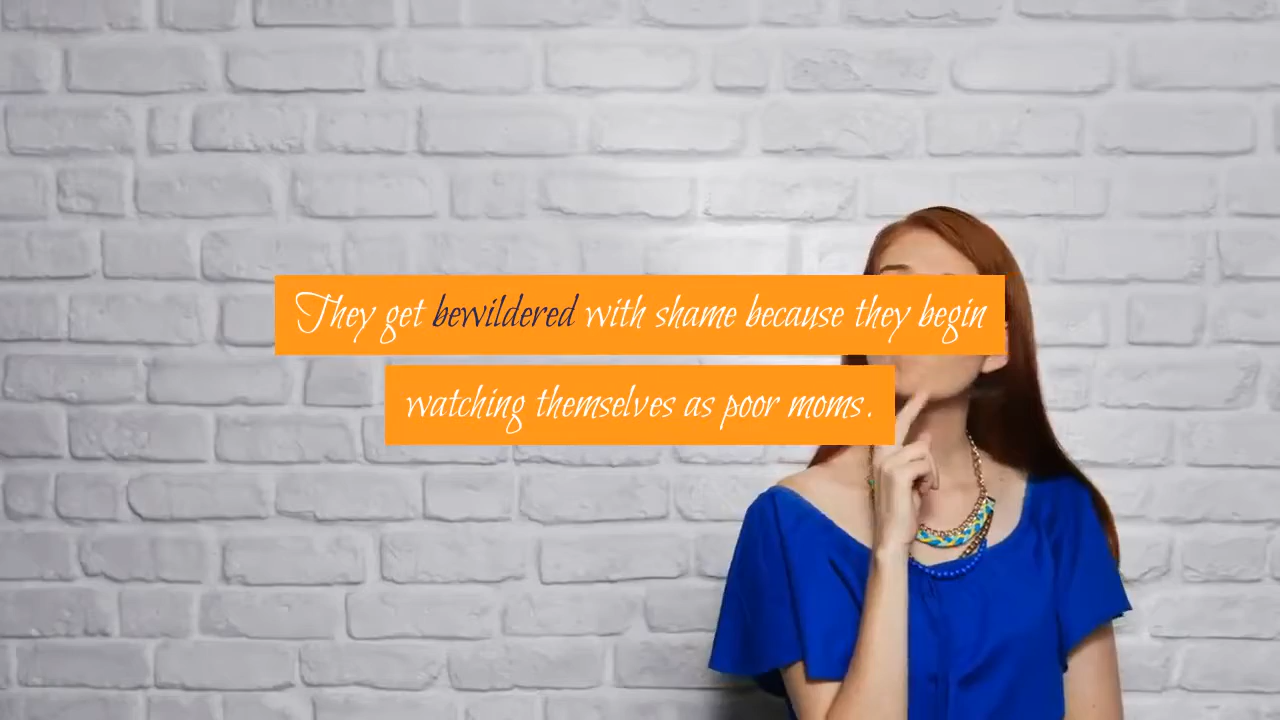 They get bewildered with shame because they begin
watching themselves as poor moms.